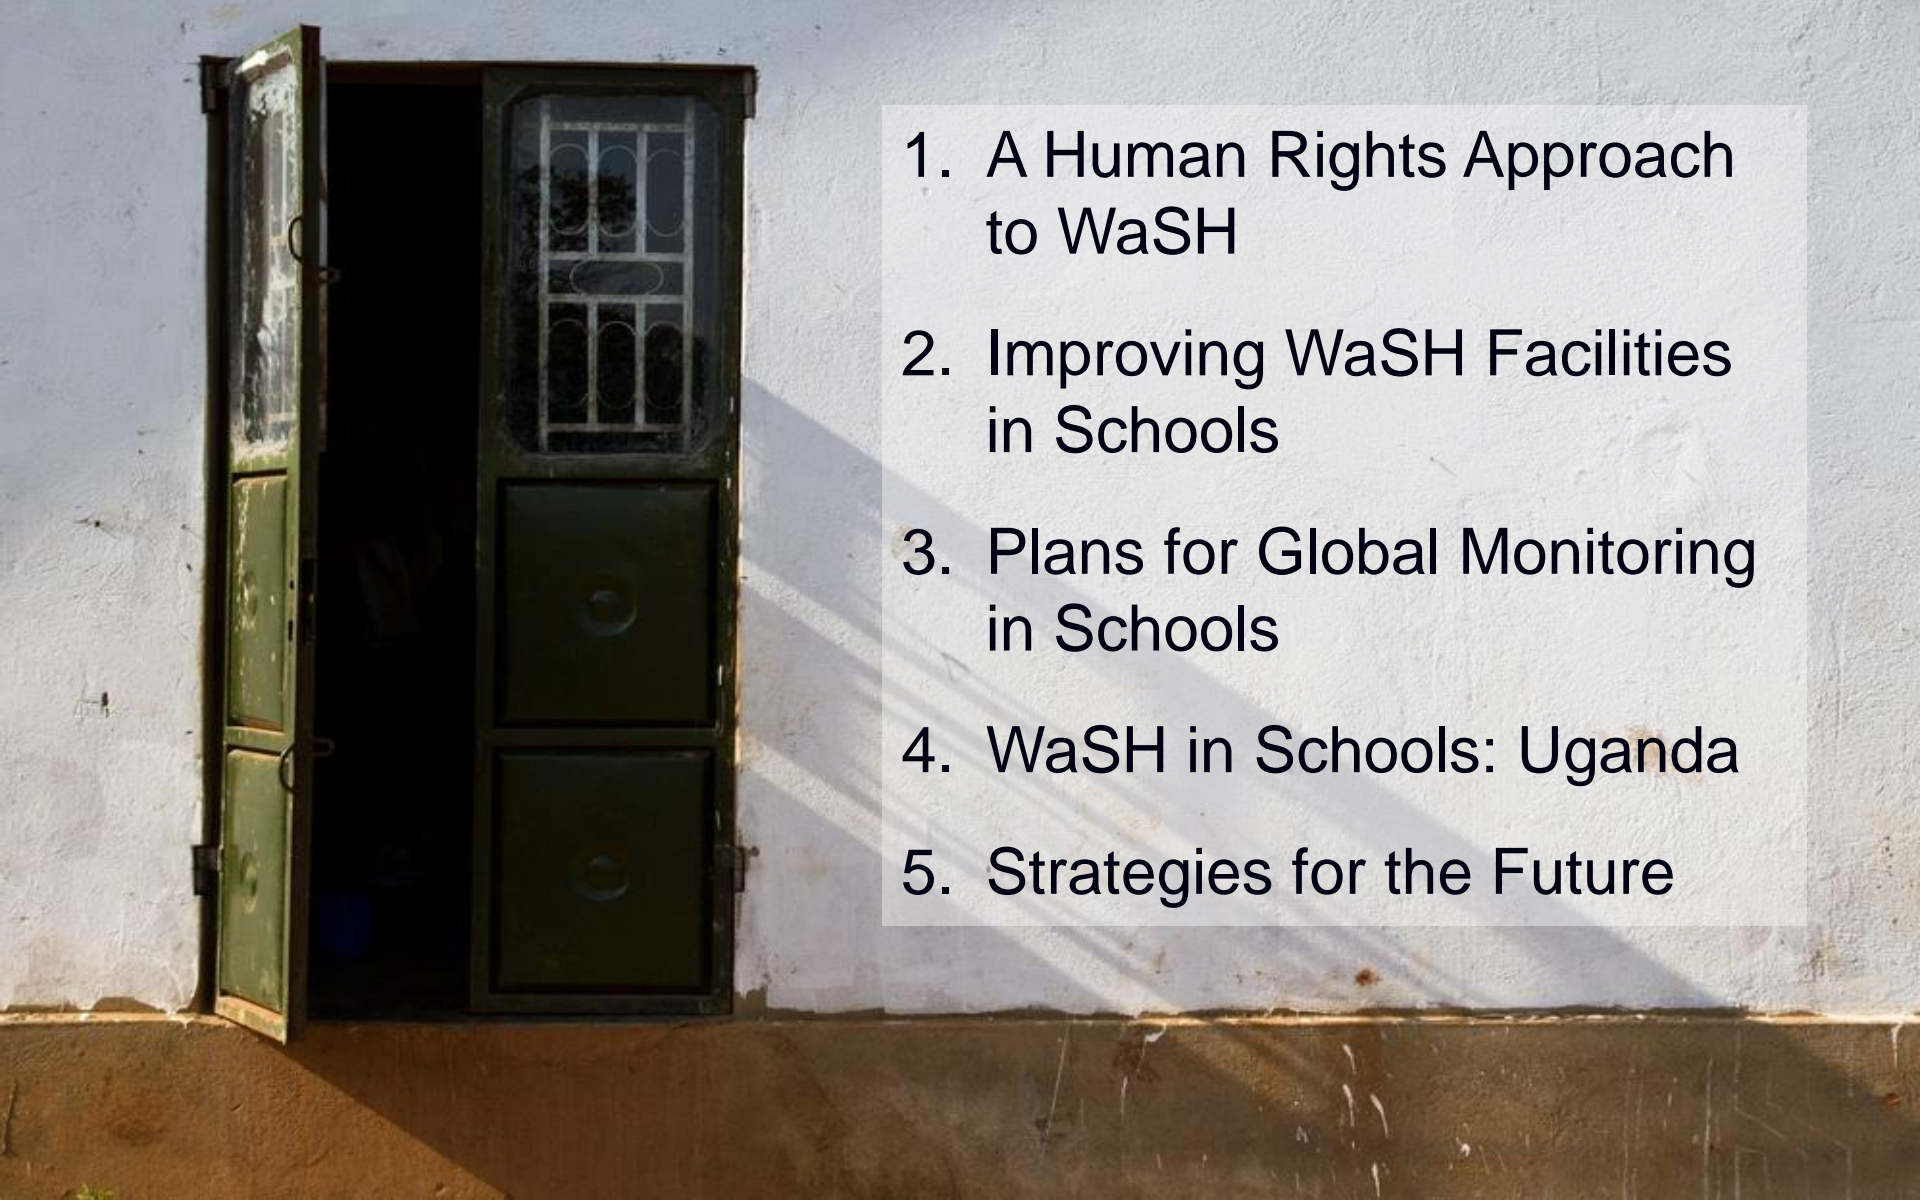 1. A Human Rights Approach
to WaSH
2. Improving WaSH Facilities
in Schools
3. Plans for Global Monitoring
in Schools
4. WaSH in Schools: Uganda
5. Strategies for the Future